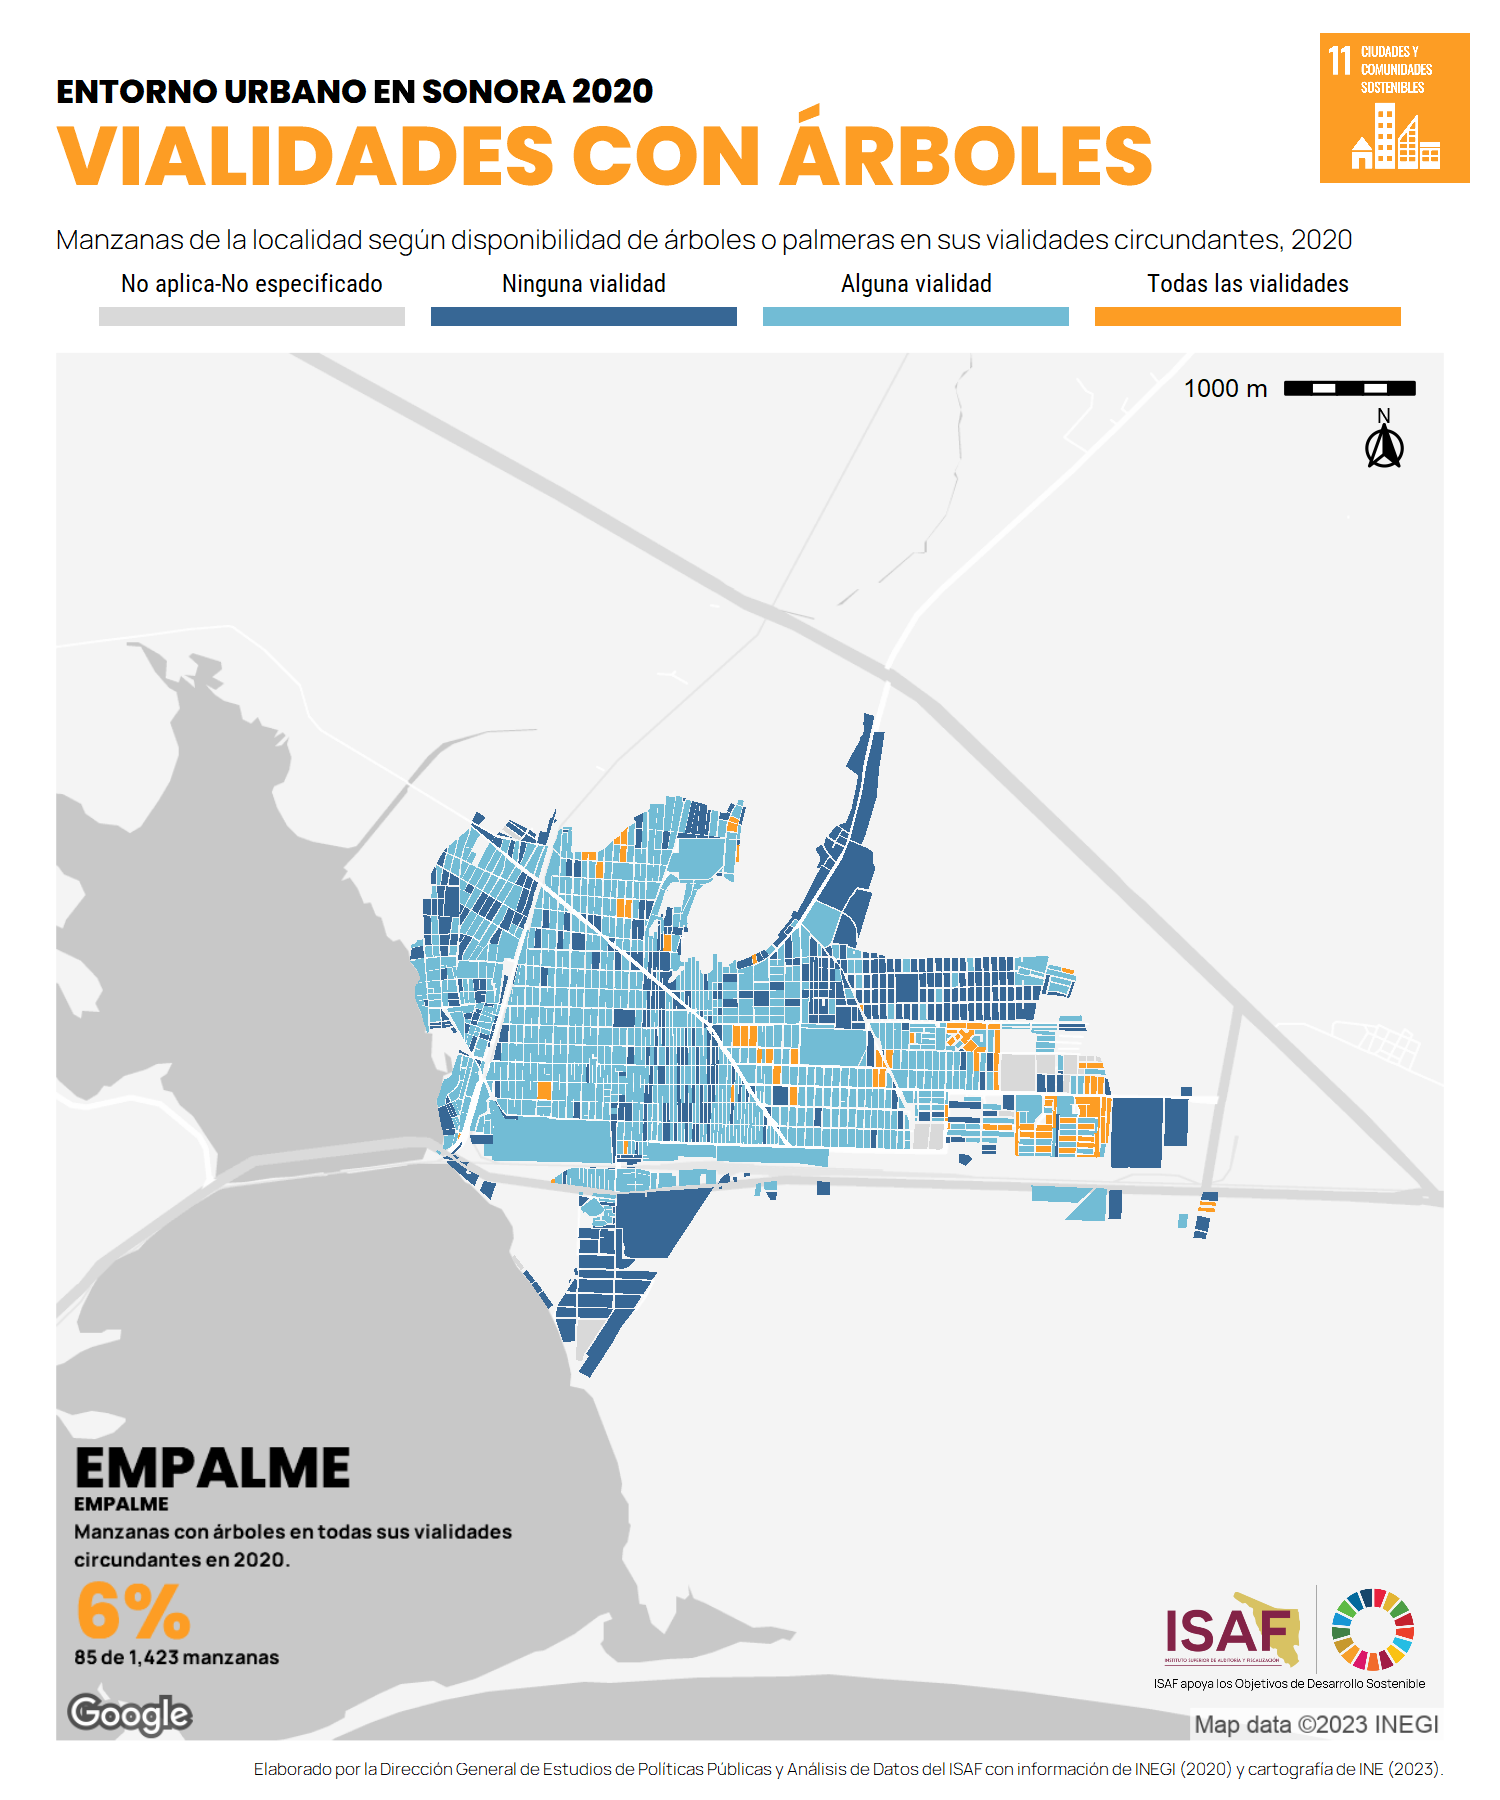 ENTORNO URBANO EN SONORA 2020
VIALIDADES CON ÁRBOLES
11 CIUDADES Y
COMUNIDADES
SOSTENIBLES
Manzanas de la localidad según disponibilidad de árboles o palmeras en sus vialidades circundantes, 2020
No aplica-No especificado Ninguna vialidad Alguna vialidad Todas las vialidades
1000 m
N
EMPALME
EMPALME
Manzanas con árboles en todas sus vialidades
circundantes en 2020.
6%
85 de 1,423 manzanas
Google
ISAF
INSTITUTO SUPERIOR DE AUDITORÍA Y FISCALIZACIÓN
ISAF apoya los Objetivos de Desarrollo Sostenible
Map data ©2023 INEGI
Elaborado por la Dirección General de Estudios de Políticas Públicas y Análisis de Datos del ISAF con información de INEGI (2020) y cartografía de INE (2023).